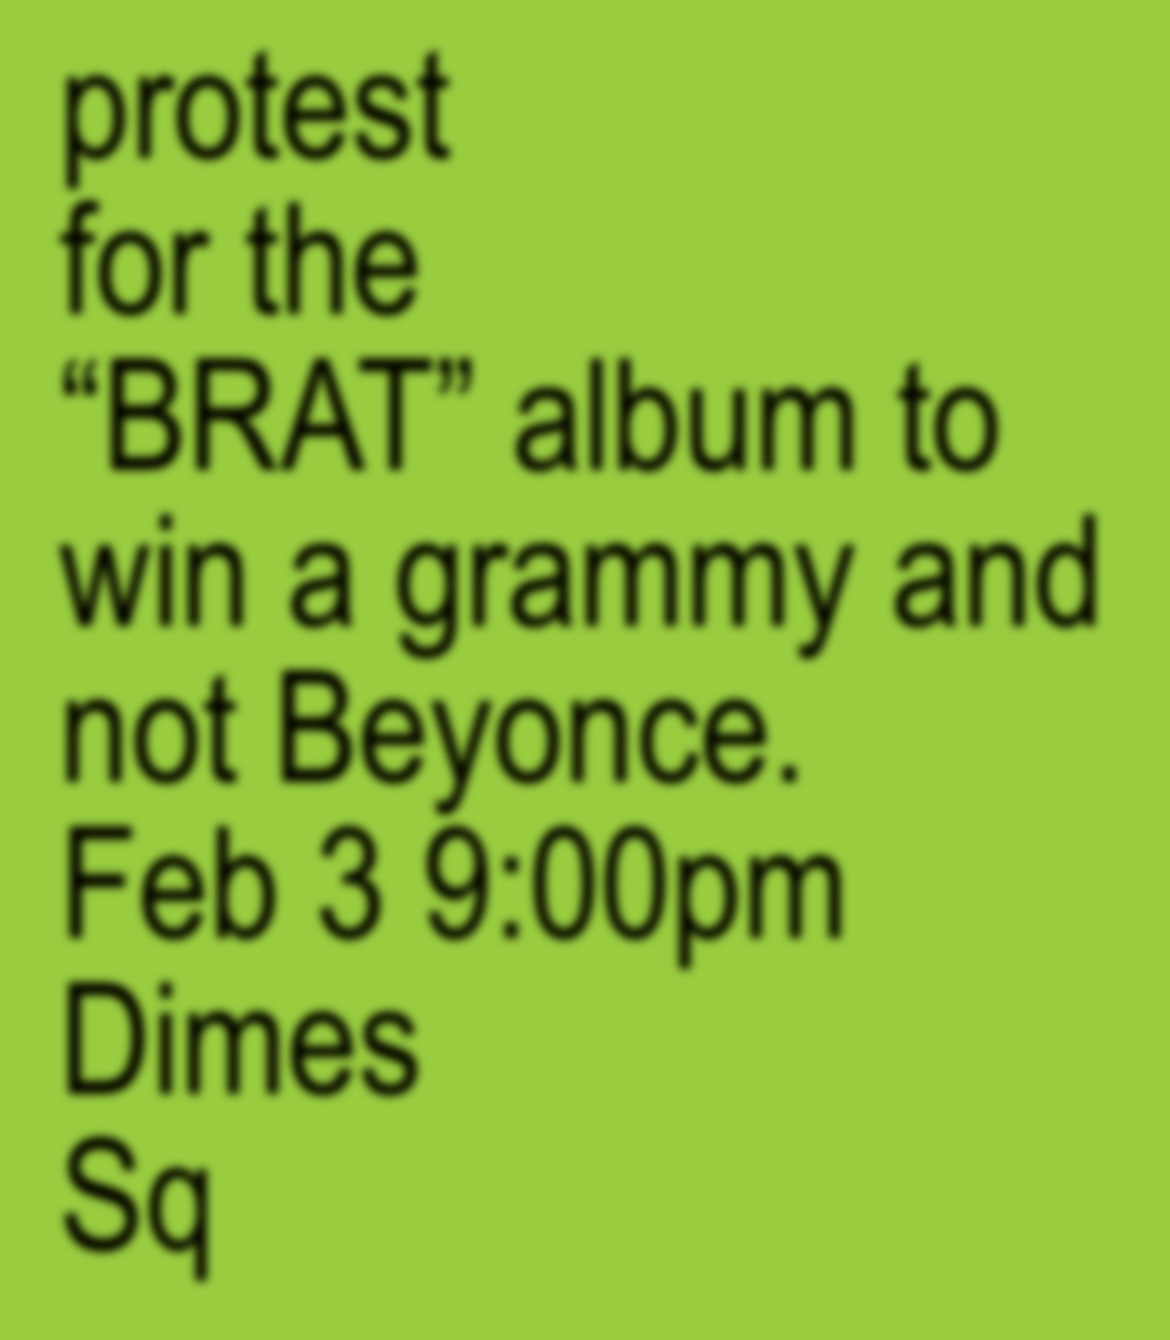 protest
for the
“BRAT” album to
win a grammy and
not Beyonce.
Feb 3 9:00pm
Dimes
Sq